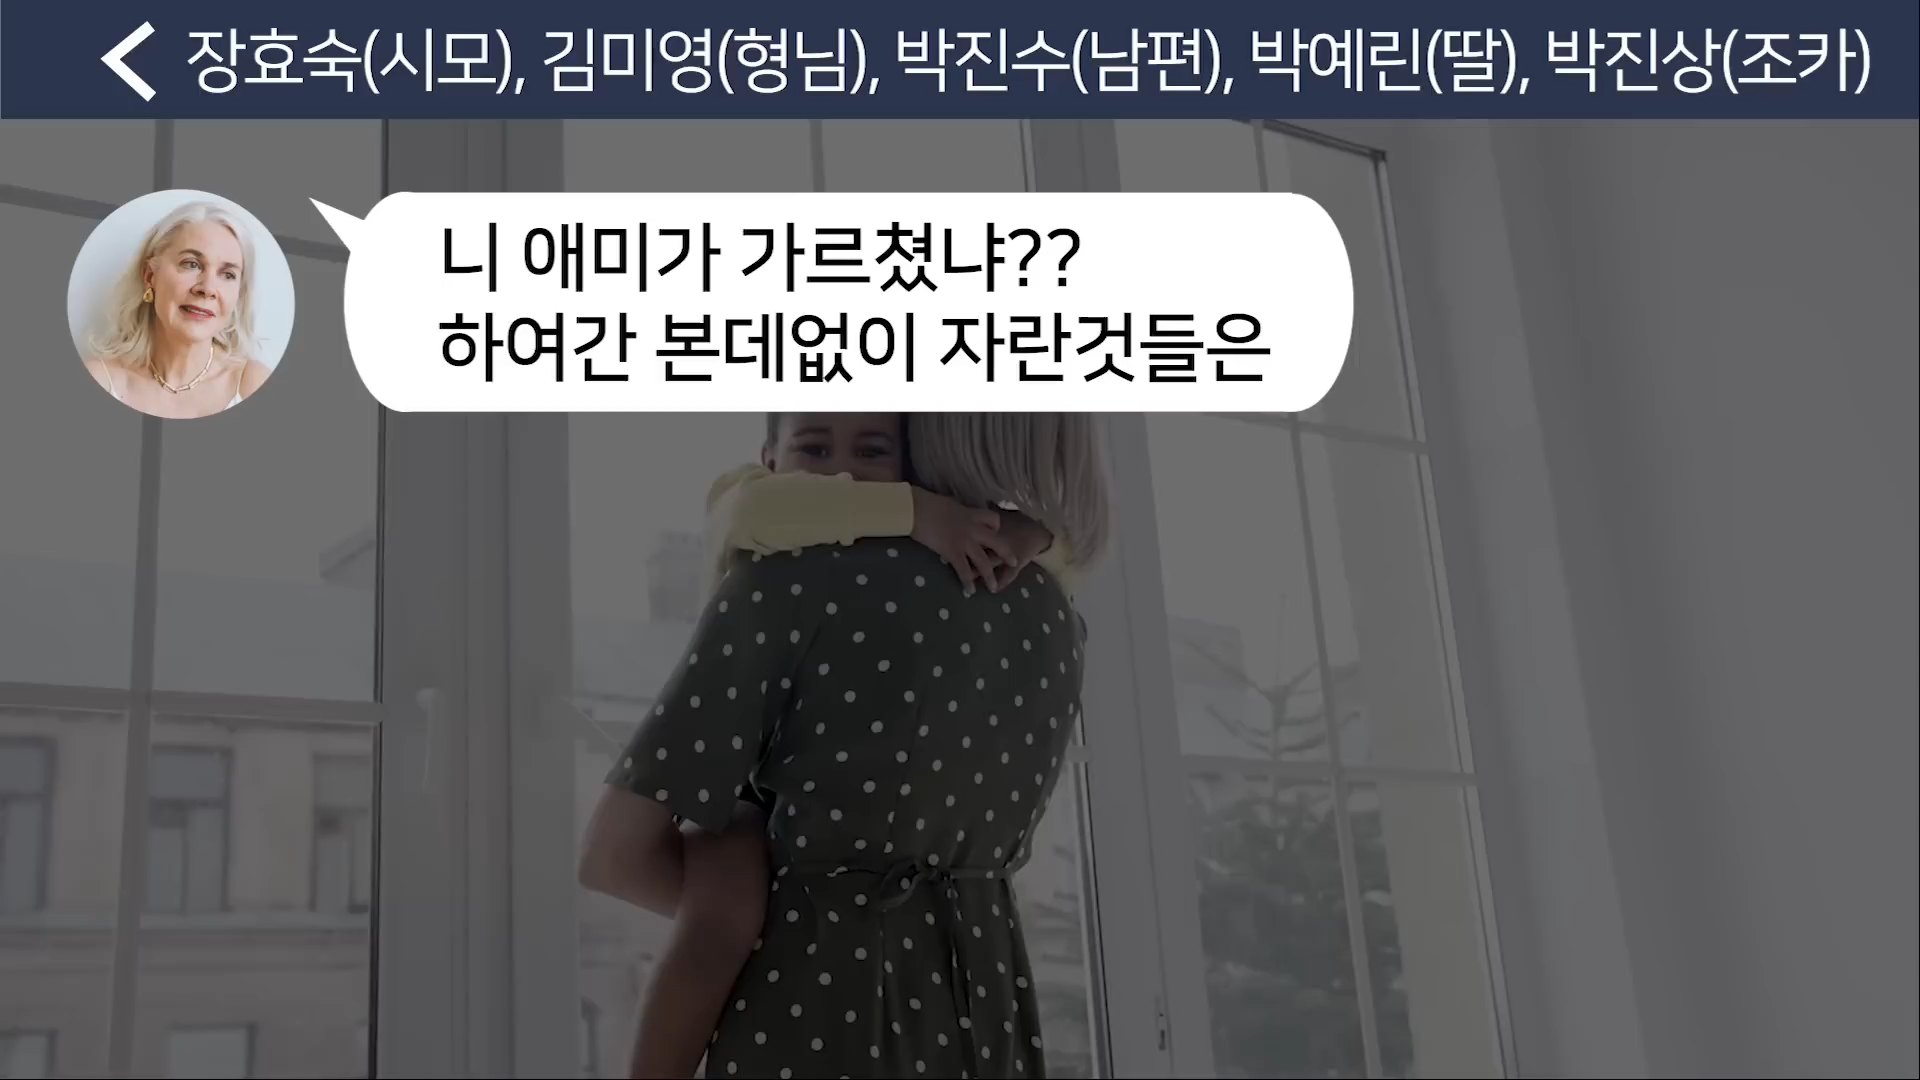 장효숙(시모), 김미영(형님), 박진수(남편), 박예린(딸), 박진상(조카)
니 애미가 가르쳤냐??
하여간 본데없이 자란것들은